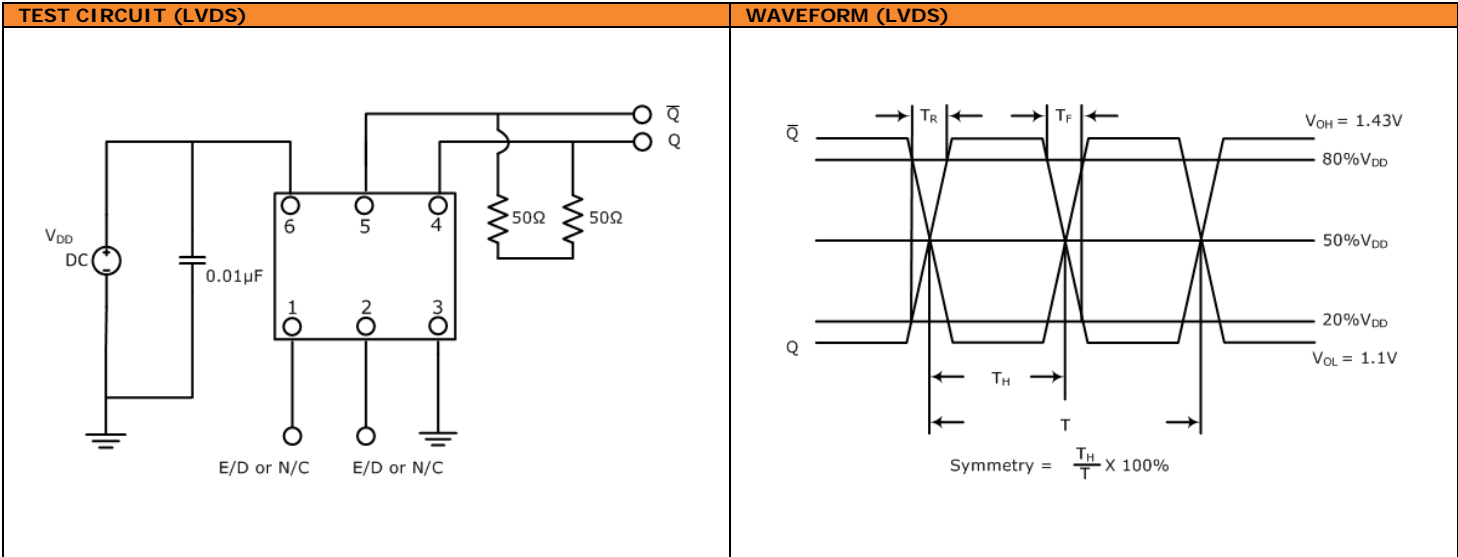 TEST CIRCUIT (LVDS)
Q̅
Q
6
5
4
50Ω
50Ω
VDD
DC
+
-
0.01µF
1
2
3
E/D or N/C
E/D or N/C
WAVEFORM (LVDS)
TR
TF
VOH = 1.43V
Q̅
80%VDD
50%VDD
20%VDD
Q
VOL = 1.1V
TH
T
Symmetry = TH/T X 100%